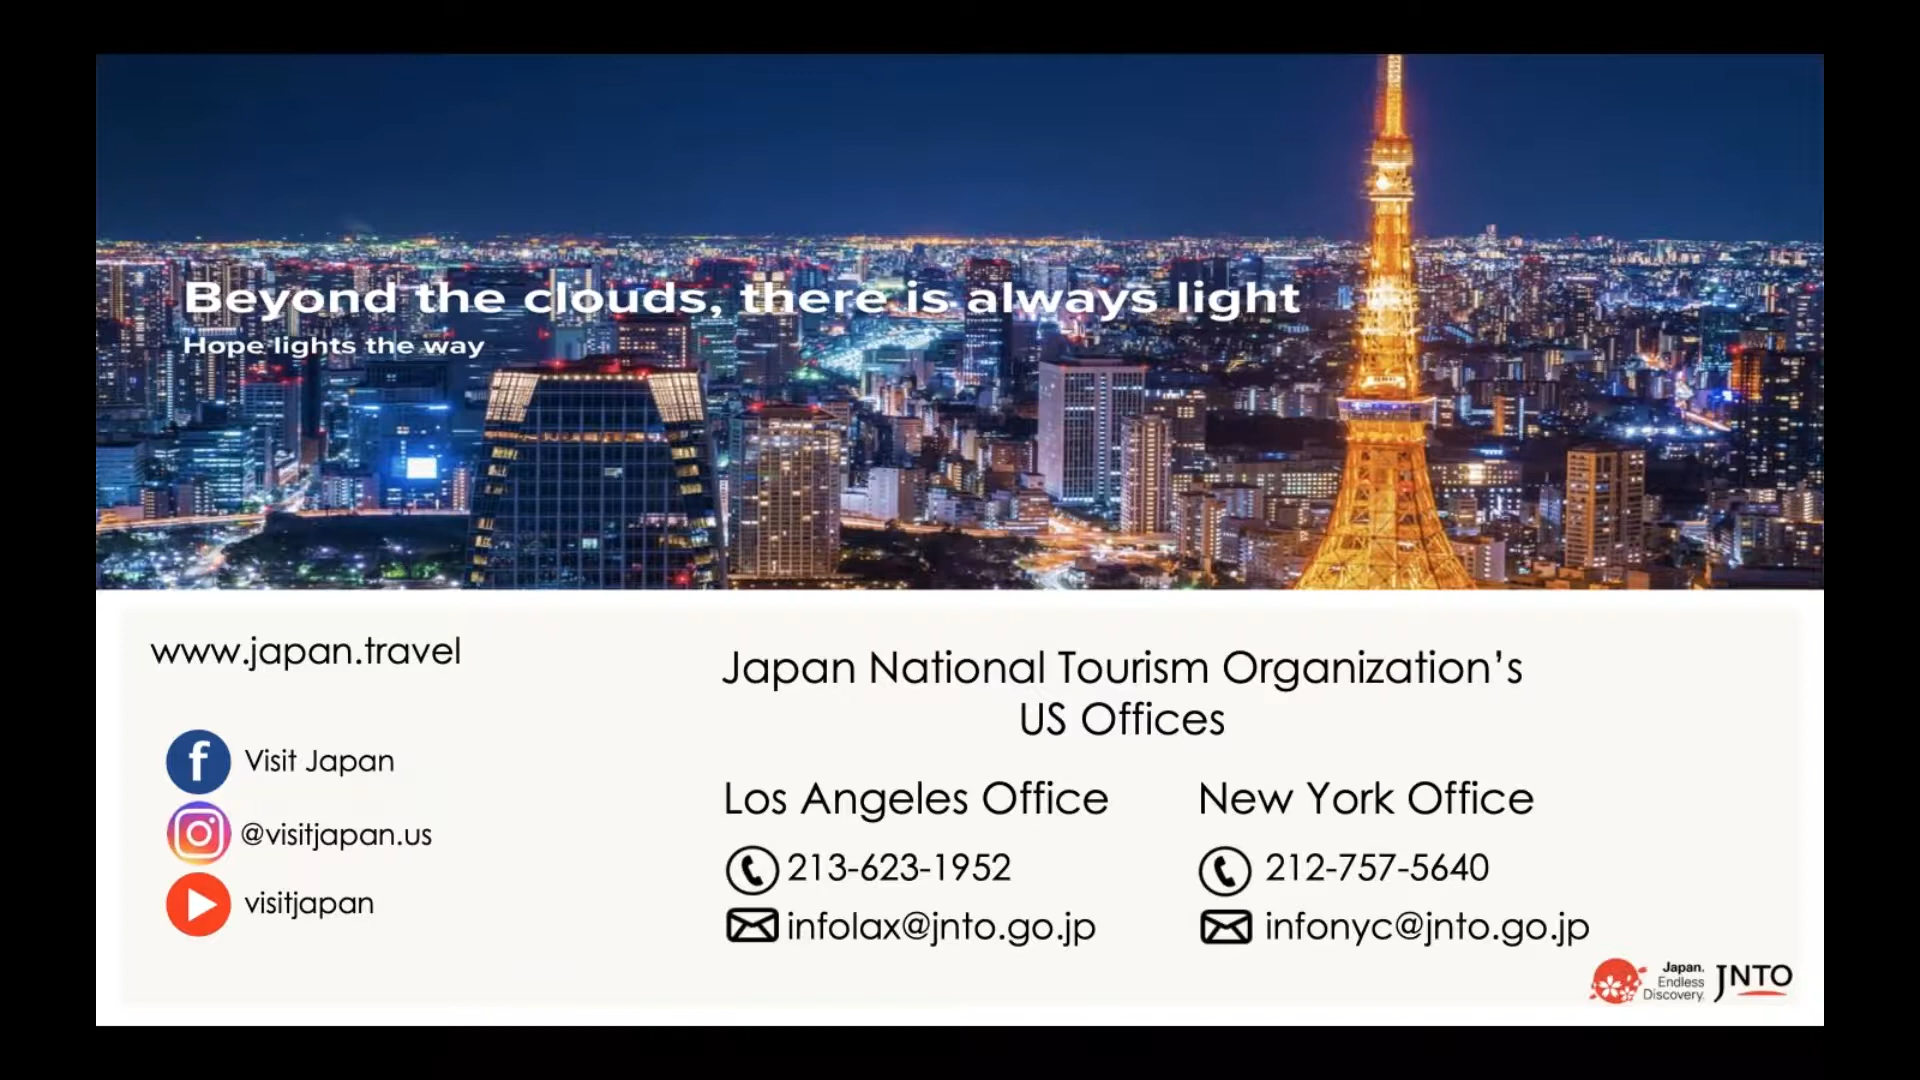 Beyond the clouds, there is always light
Hope lights the way
www.japan.travel
Visit Japan
@visitjapan.us
visitjapan
Japan National Tourism Organization’s
US Offices
Los Angeles Office
213-623-1952
infolax@jnto.go.jp
New York Office
212-757-5640
infonyc@jnto.go.jp
Japan.
Endless
Discovery.
JNTO